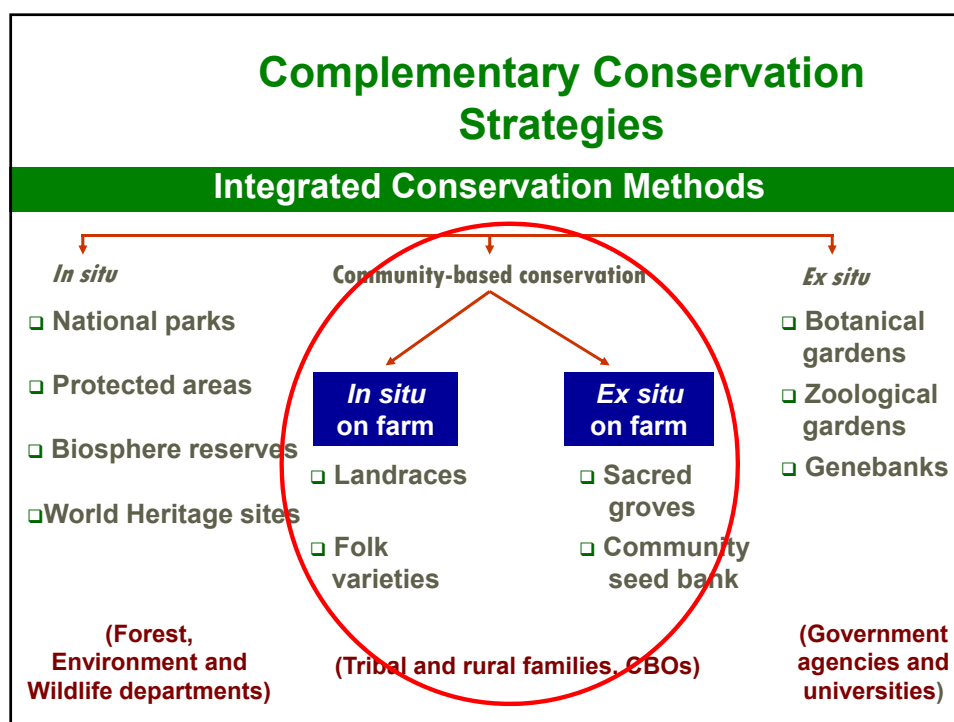 Complementary Conservation
Strategies
Integrated Conservation Methods
In situ
National parks
Protected areas
Biosphere reserves
World Heritage sites
(Forest,
Environment and
Wildlife departments)
Community-based conservation
In situ
on farm
Landraces
Folk
varieties
Ex situ
on farm
Sacred
groves
Community
seed bank
(Tribal and rural families, CBOs)
Ex situ
Botanical
gardens
Zoological
gardens
Genebanks
(Government
agencies and
universities)